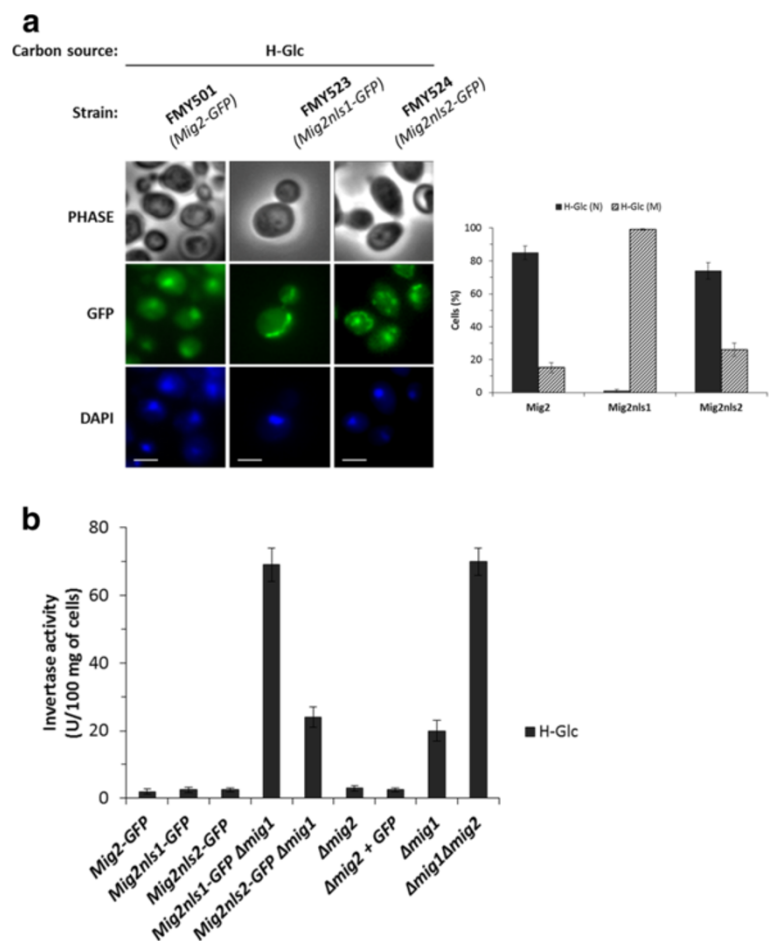 a
Carbon source: H-Glc
Strain: FMY501 (Mig2-GFP) FMY523 (Mig2nls1-GFP) FMY524 (Mig2nls2-GFP)
PHASE
GFP
DAPI
H-Glc (N) H-Glc (M)
Cells (%)
100
80
60
40
20
0
Mig2 Mig2nls1 Mig2nls2
b
Invertase activity
(U/100 mg of cells)
80
60
40
20
0
H-Glc
Mig2-GFP
Mig2nls1-GFP
Mig2nls2-GFP
Mig2nls1-GFP Δmig1
Mig2nls2-GFP Δmig1
Δmig2
Δmig2 + GFP
Δmig1
Δmig1Δmig2